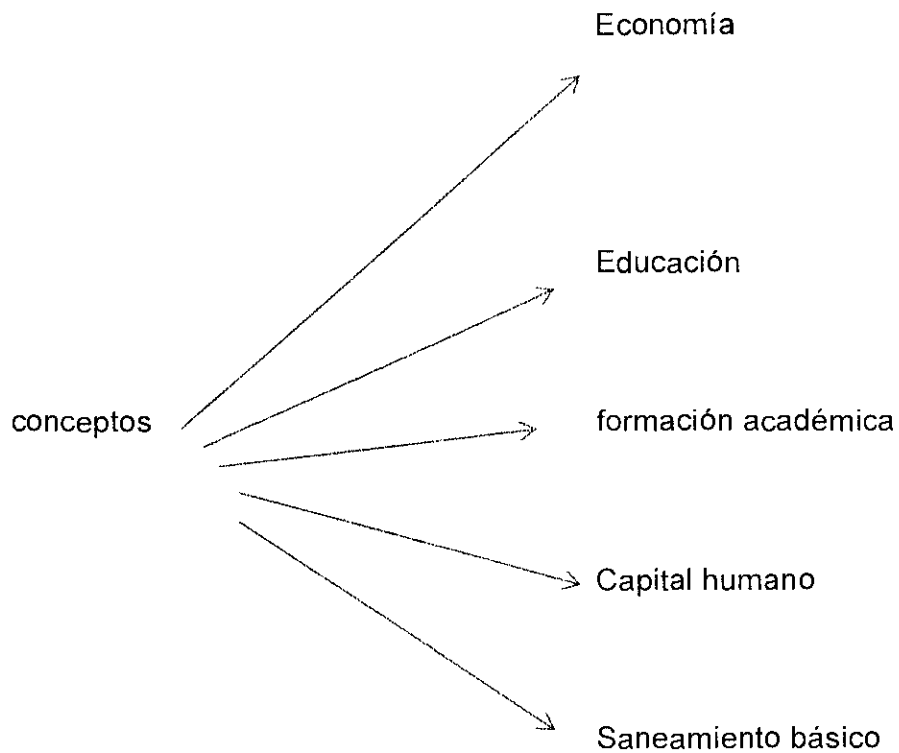 Economía
Educación
conceptos
formación académica
Capital humano
Saneamiento básico